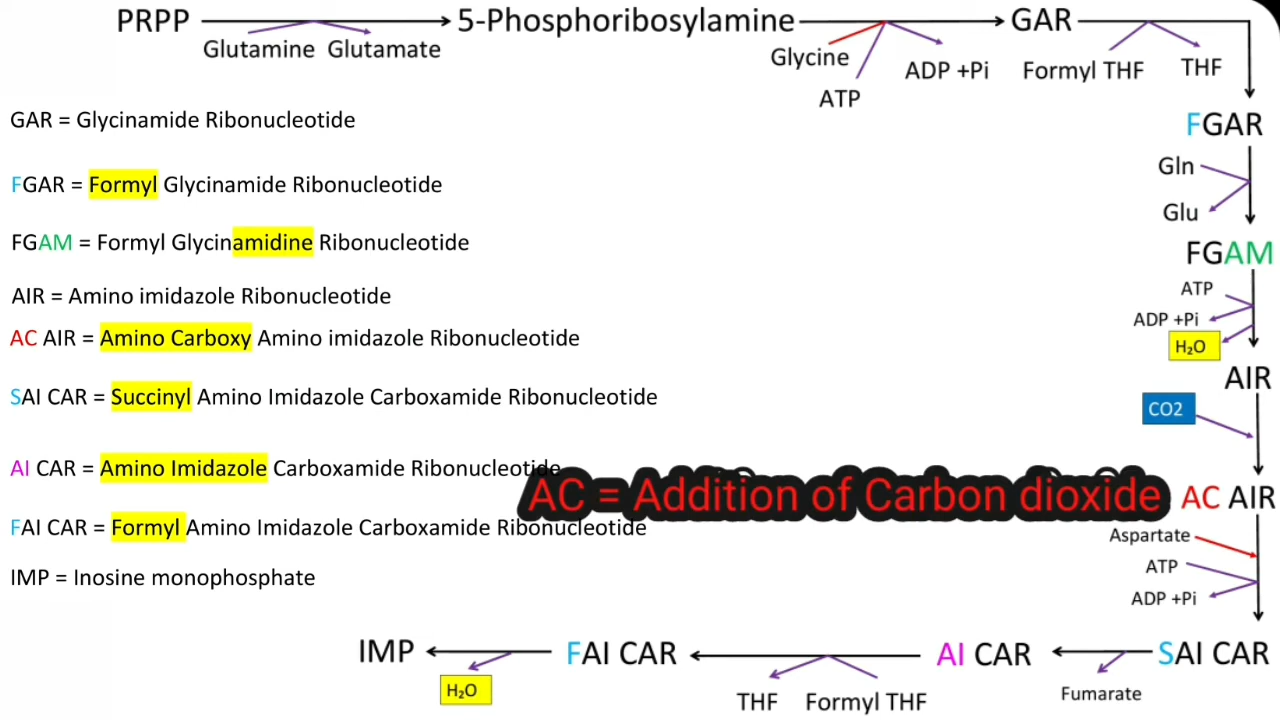 PRPP
5-Phosphoribosylamine
GAR
Glutamine Glutamate
Glycine
ATP
ADP +Pi
Formyl THF
THF
GAR = Glycinamide Ribonucleotide
FGAR
Gln
Glu
FGAR = Formyl Glycinamide Ribonucleotide
FGAM = Formyl Glycinamidine Ribonucleotide
FGAM
ATP
ADP +Pi
H₂O
AIR = Amino imidazole Ribonucleotide
AC AIR = Amino Carboxy Amino imidazole Ribonucleotide
AIR
CO2
SAI CAR = Succinyl Amino Imidazole Carboxamide Ribonucleotide
AI CAR = Amino Imidazole Carboxamide Ribonucleotide
AC = Addition of Carbon dioxide
AC AIR
FAI CAR = Formyl Amino Imidazole Carboxamide Ribonucleotide
Aspartate
ATP
ADP +Pi
IMP = Inosine monophosphate
IMP
FAI CAR
AI CAR
SAI CAR
H₂O
THF
Formyl THF
Fumarate